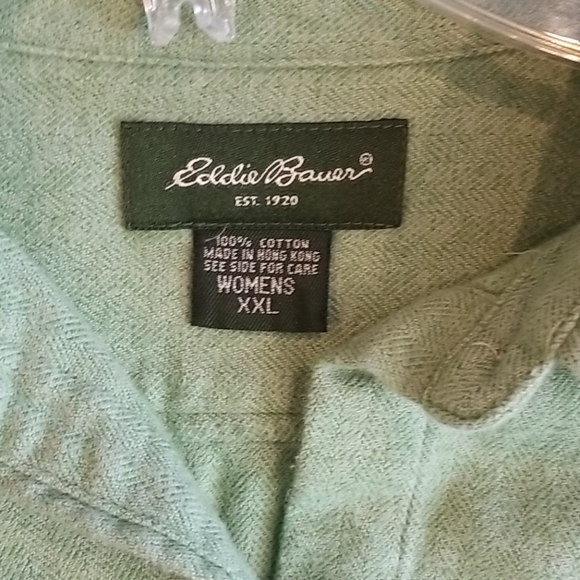 Eddie Bauer®
EST. 1920
100% COTTON
MADE IN HONG KONG
SEE SIDE FOR CARE
WOMENS
XXL